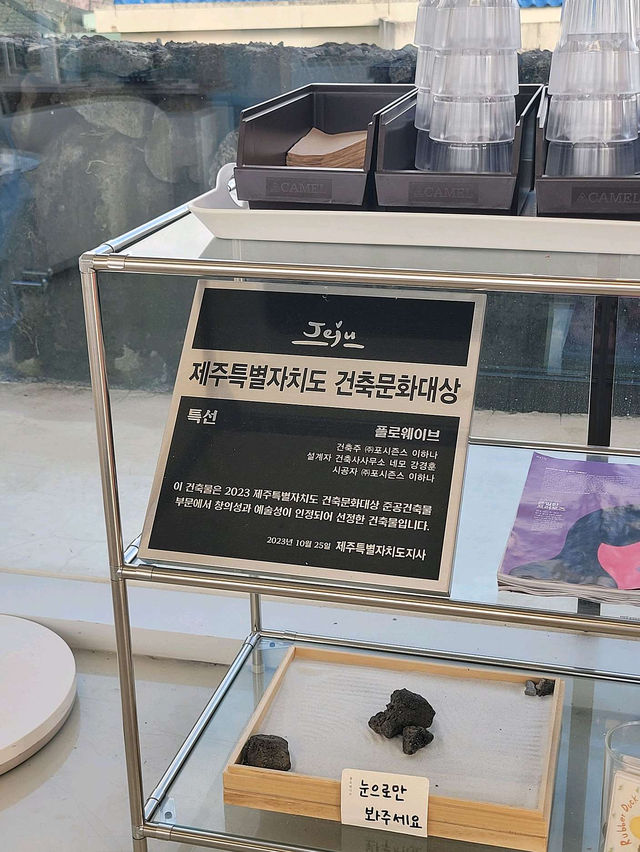 CAMEL
CAMEL
CAMEL
Jeju
제주특별자치도 건축문화대상
특선
플로웨이브
건축주 ㈜포시즌스 이하나
설계자 건축사사무소 네모 강경훈
시공자 ㈜포시즌스 이하나
이 건축물은 2023 제주특별자치도 건축문화대상 준공건축물
부문에서 창의성과 예술성이 인정되어 선정한 건축물입니다.
2023년 10월 25일 제주특별자치도지사
눈으로만
봐주세요
Rubber Duck